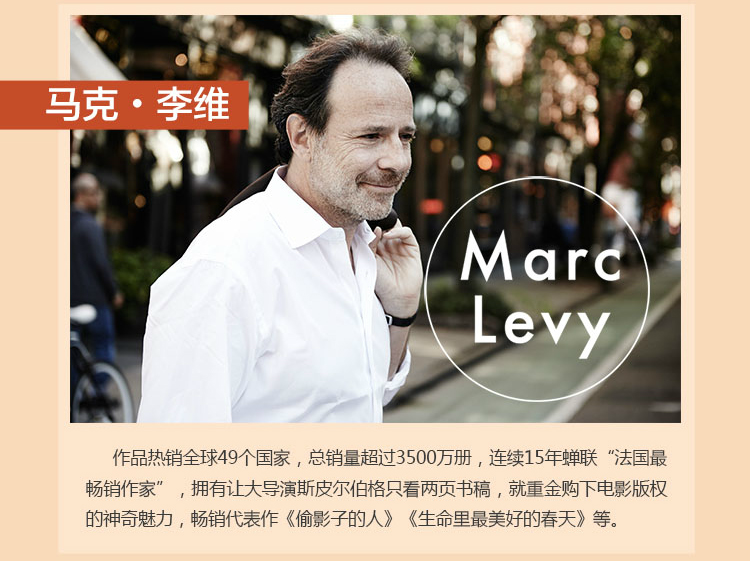 马克·李维
Marc
Levy
作品热销全球49个国家，总销量超过3500万册，连续15年蝉联“法国最
畅销作家”，拥有让大导演斯皮尔伯格只看两页书稿，就重金购下电影版权
的神奇魅力，畅销代表作《偷影子的人》《生命里最美好的春天》等。